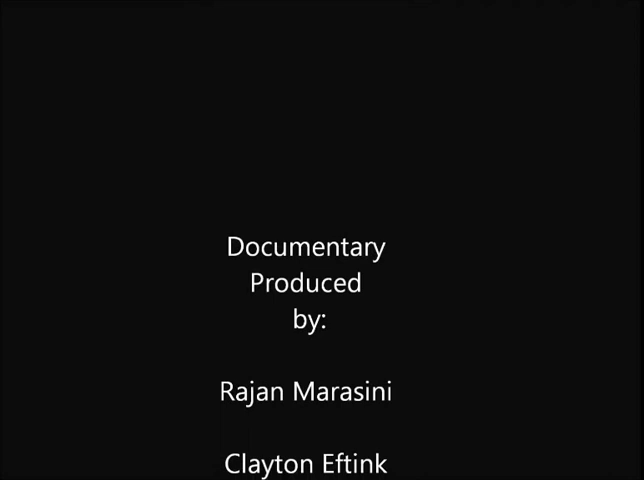 Documentary
Produced
by:
Rajan Marasini
Clayton Eftink